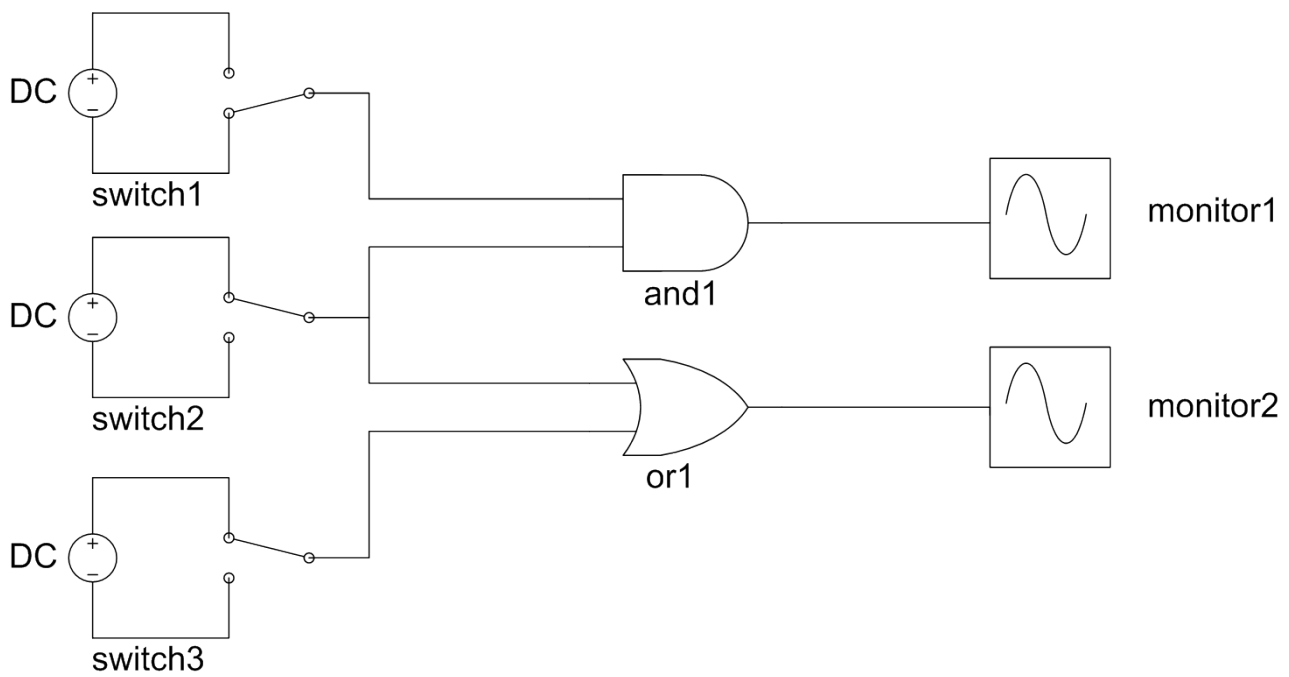 DC
+
−
switch1
DC
+
−
switch2
DC
+
−
switch3
and1
or1
monitor1
monitor2